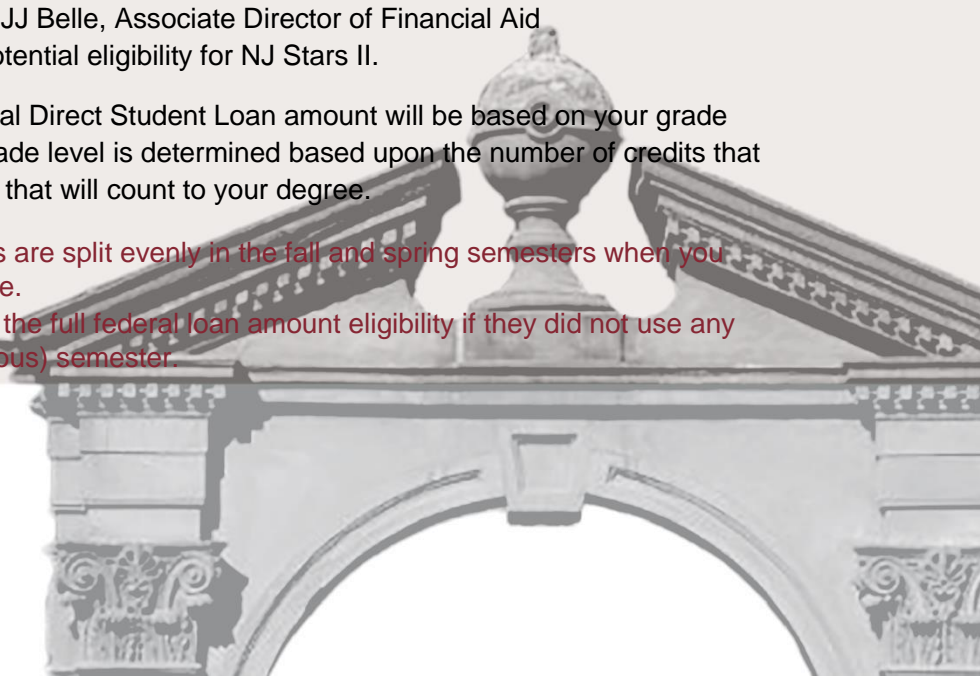 JJ Belle, Associate Director of Financial Aid
otential eligibility for NJ Stars II.
al Direct Student Loan amount will be based on your grade
ade level is determined based upon the number of credits that
that will count to your degree.
s are split evenly in the fall and spring semesters when you
e.
the full federal loan amount eligibility if they did not use any
ous) semester.